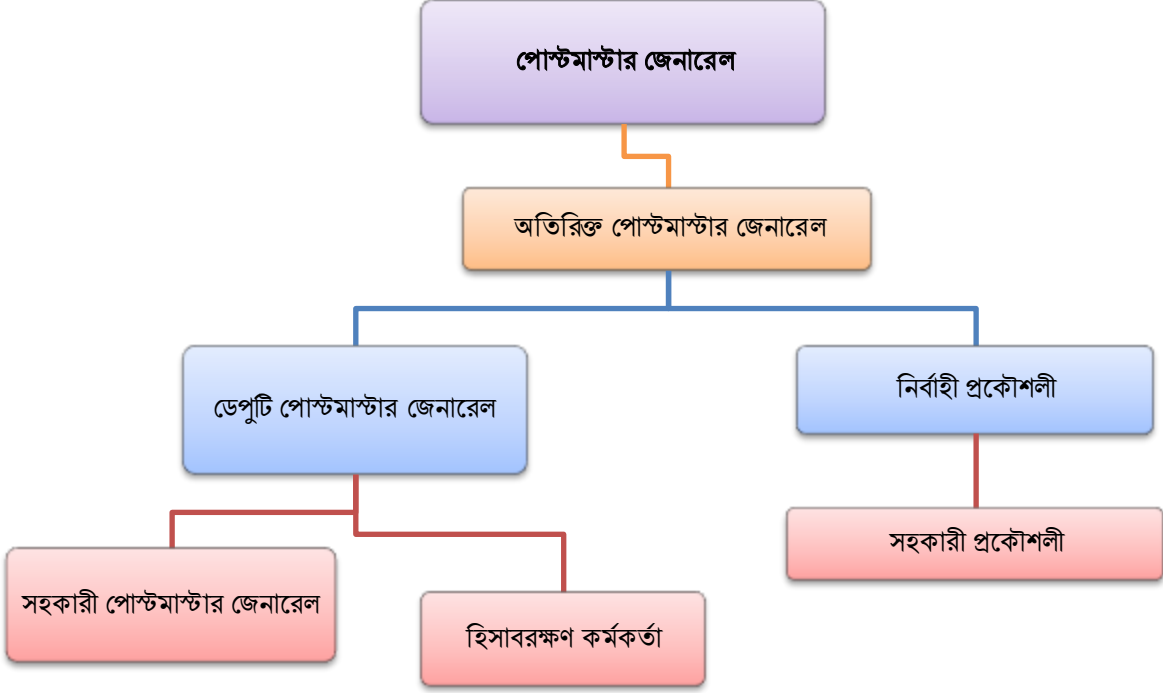 পোস্টমাস্টার জেনারেল
অতিরিক্ত পোস্টমাস্টার জেনারেল
ডেপুটি পোস্টমাস্টার জেনারেল
নির্বাহী প্রকৌশলী
সহকারী প্রকৌশলী
সহকারী পোস্টমাস্টার জেনারেল
হিসাবরক্ষণ কর্মকর্তা